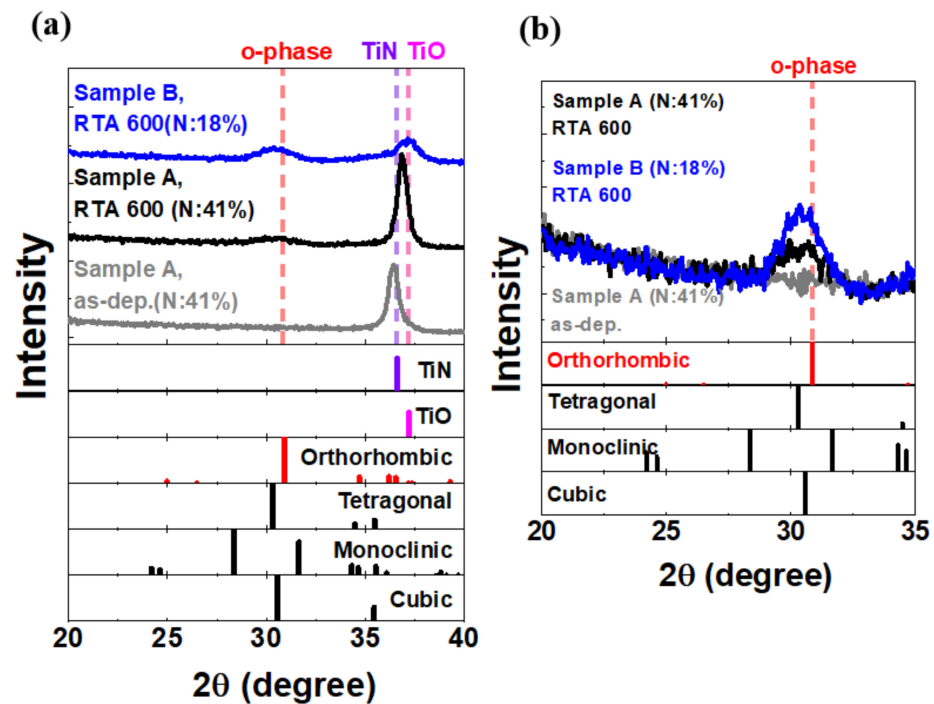 (a)
o-phase TiN TiO
Sample B,
RTA 600(N:18%)
Sample A,
RTA 600 (N:41%)
Sample A,
as-dep.(N:41%)
Intensity
TiN
TiO
Orthorhombic
Tetragonal
Monoclinic
Cubic
20 25 30 35 40
2θ (degree)
(b)
o-phase
Sample A (N:41%)
RTA 600
Sample B (N:18%)
RTA 600
Sample A (N:41%)
as-dep.
Intensity
Orthorhombic
Tetragonal
Monoclinic
Cubic
20 25 30 35
2θ (degree)